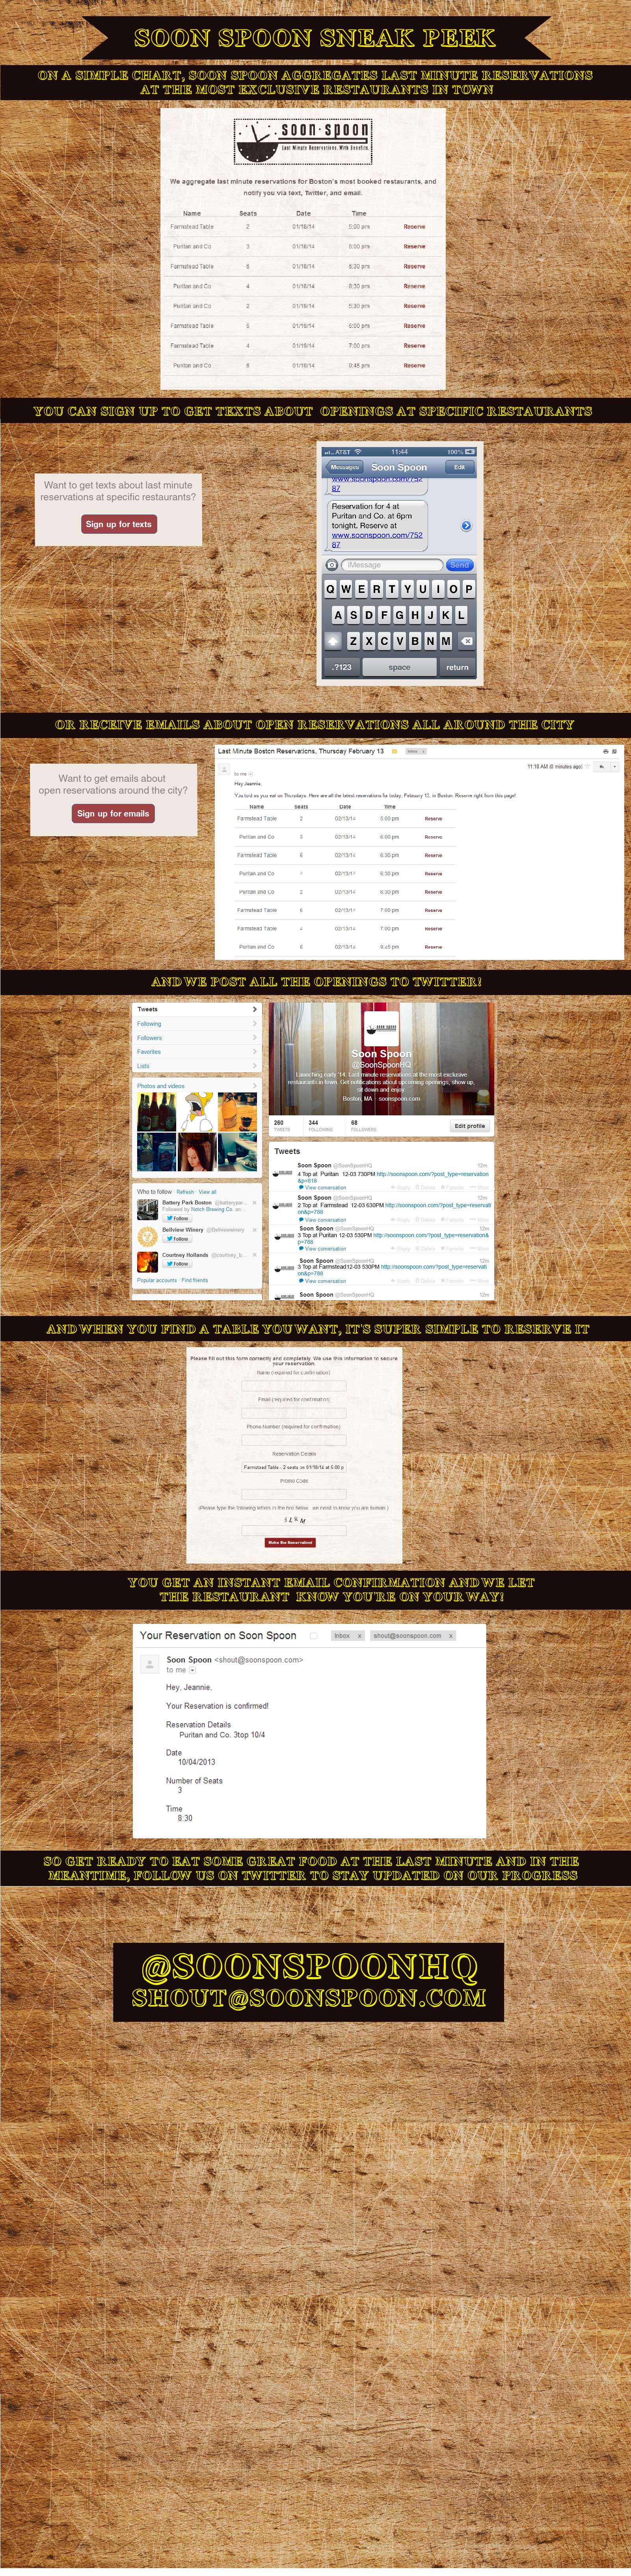 SOON SPOON SNEAK PEEK
ON A SIMPLE CHART, SOON SPOON AGGREGATES LAST MINUTE RESERVATIONS
AT THE MOST EXCLUSIVE RESTAURANTS IN TOWN
soon-spoon
Last Minute Reservations. With Benefits.
We aggregate last minute reservations for Boston's most booked restaurants, and
notify you via text, Twitter, and email.
Name Seats Date Time
Farmstead Table 2 01/18/14 5:00 pm Reserve
Puritan and Co 3 01/18/14 6:00 pm Reserve
Farmstead Table 6 01/18/14 6:30 pm Reserve
Puritan and Co 4 01/18/14 6:30 pm Reserve
Puritan and Co 2 01/18/14 6:30 pm Reserve
Farmstead Table 01/18/14 Reserve
Farmstead Table 4 01/18/14 7:00 pm Reserve
Puritan and Co 6 01/18/14 9:45 pm Reserve
YOU CAN SIGN UP TO GET TEXTS ABOUT OPENINGS AT SPECIFIC RESTAURANTS
Want to get texts about last minute
reservations at specific restaurants?
Sign up for texts
AT&T 11:44 100%
Messages Soon Spoon Edit
www.soonspoon.com/752
87
Reservation for 4 at
Puritan and Co. at 6pm
tonight. Reserve at
www.soonspoon.com/752
87
iMessage Send
Q W E R T Y U I O P
A S D F G H J K L
Z X C V B N M
.?123 space return
OR RECEIVE EMAILS ABOUT OPEN RESERVATIONS ALL AROUND THE CITY
Want to get emails about
open reservations around the city?
Sign up for emails
Last Minute Boston Reservations, Thursday February 13 Inbox x
11:18 AM (0 minutes ago)
to me
Hey Jeannie,
You told us you eat on Thursdays. Here are all the latest reservations for today, February 13, in Boston. Reserve right from this page!
Name Seats Date Time
Farmstead Table 2 02/13/14 5:00 pm Reserve
Puritan and Co 3 02/13/14 6:00 pm Reserve
Farmstead Table 6 02/13/14 6:30 pm Reserve
Puritan and Co 02/13/14 6:30 pm Reserve
Puritan and Co 2 02/13/14 6:30 pm Reserve
Farmstead Table 6 02/13/14 7:00 pm Reserve
Farmstead Table 4 02/13/14 7:00 pm Reserve
Puritan and Co 6 02/13/14 9:45 pm Reserve
AND WE POST ALL THE OPENINGS TO TWITTER!
Tweets
Following
Followers
Favorites
Lists
Photos and videos
Who to follow Refresh View all
Battery Park Boston @batterypar...
Followed by Notch Brewing Co. an...
Follow
Bellview Winery @Bellviewwinery
Follow
Courtney Hollands @courtney_b...
Follow
Popular accounts Find friends
soon spoon
Soon Spoon
@SoonSpoonHQ
Launching early '14. Last minute reservations at the most exclusive
restaurants in town. Get notifications about upcoming openings, show up,
sit down and enjoy.
Boston, MA soonspoon.com
260 344 68
TWEETS FOLLOWING FOLLOWERS
Edit profile
Tweets
Soon Spoon @SoonSpoonHQ 12m
4 Top at Puritan 12-03 730PM http://soonspoon.com/?post_type=reservation
&p=818
View conversation Reply Delete Favorite More
Soon Spoon @SoonSpoonHQ 12m
2 Top at Farmstead 12-03 630PM http://soonspoon.com/?post_type=reservati
on&p=788
View conversation Reply Delete Favorite More
Soon Spoon @SoonSpoonHQ 12m
3 Top at Puritan 12-03 530PM http://soonspoon.com/?post_type=reservation&
p=788
View conversation Reply Delete Favorite More
Soon Spoon @SoonSpoonHQ 12m
3 Top at Farmstead12-03 530PM http://soonspoon.com/?post_type=reservati
on&p=788
View conversation Reply Delete Favorite More
Soon Spoon @SoonSpoonHQ 12m
AND WHEN YOU FIND A TABLE YOU WANT, IT'S SUPER SIMPLE TO RESERVE IT
Please fill out this form correctly and completely. We use this information to secure
your reservation.
Name (required for confirmation)
Email (required for confirmation)
Phone Number (required for confirmation)
Reservation Details
Farmstead Table - 2 seats on 01/18/14 at 5:00 p
Promo Code
(Please type the following letters in the box below - we need to know you are human.)
Make the Reservation!
YOU GET AN INSTANT EMAIL CONFIRMATION AND WE LET
THE RESTAURANT KNOW YOU'RE ON YOUR WAY!
Your Reservation on Soon Spoon Inbox x shout@soonspoon.com x
Soon Spoon <shout@soonspoon.com>
to me
Hey, Jeannie,
Your Reservation is confirmed!
Reservation Details
Puritan and Co. 3top 10/4
Date
10/04/2013
Number of Seats
3
Time
8:30
SO GET READY TO EAT SOME GREAT FOOD AT THE LAST MINUTE AND IN THE
MEANTIME, FOLLOW US ON TWITTER TO STAY UPDATED ON OUR PROGRESS
@SOONSPOONHQ
SHOUT@SOONSPOON.COM